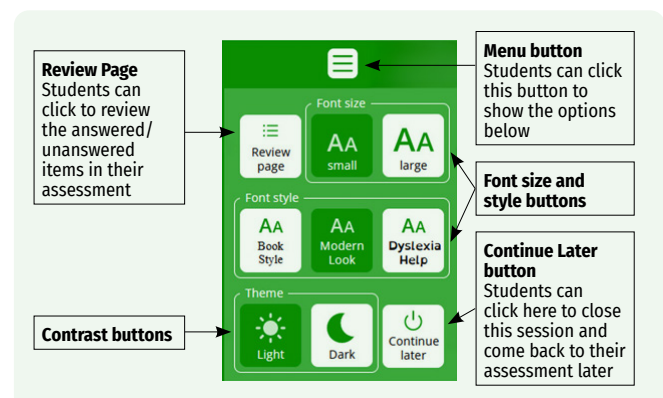 Review Page
Students can
click to review
the answered/
unanswered
items in their
assessment
Contrast buttons
Font size
Review
page
AA
small
AA
large
Font style
AA
Book
Style
AA
Modern
Look
AA
Dyslexia
Help
Theme
Light
Dark
Continue
later
Menu button
Students can click
this button to
show the options
below
Font size and
style buttons
Continue Later
button
Students can
click here to close
this session and
come back to their
assessment later